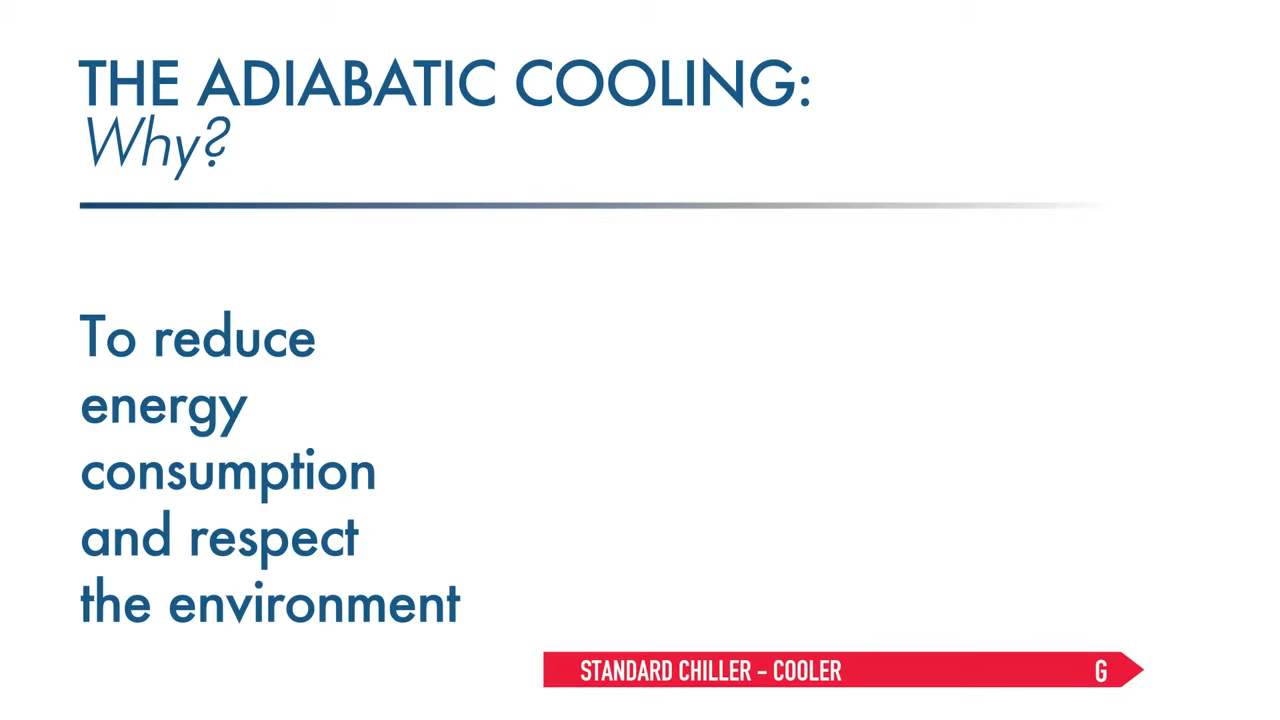 THE ADIABATIC COOLING:
Why?
To reduce
energy
consumption
and respect
the environment
STANDARD CHILLER - COOLER G